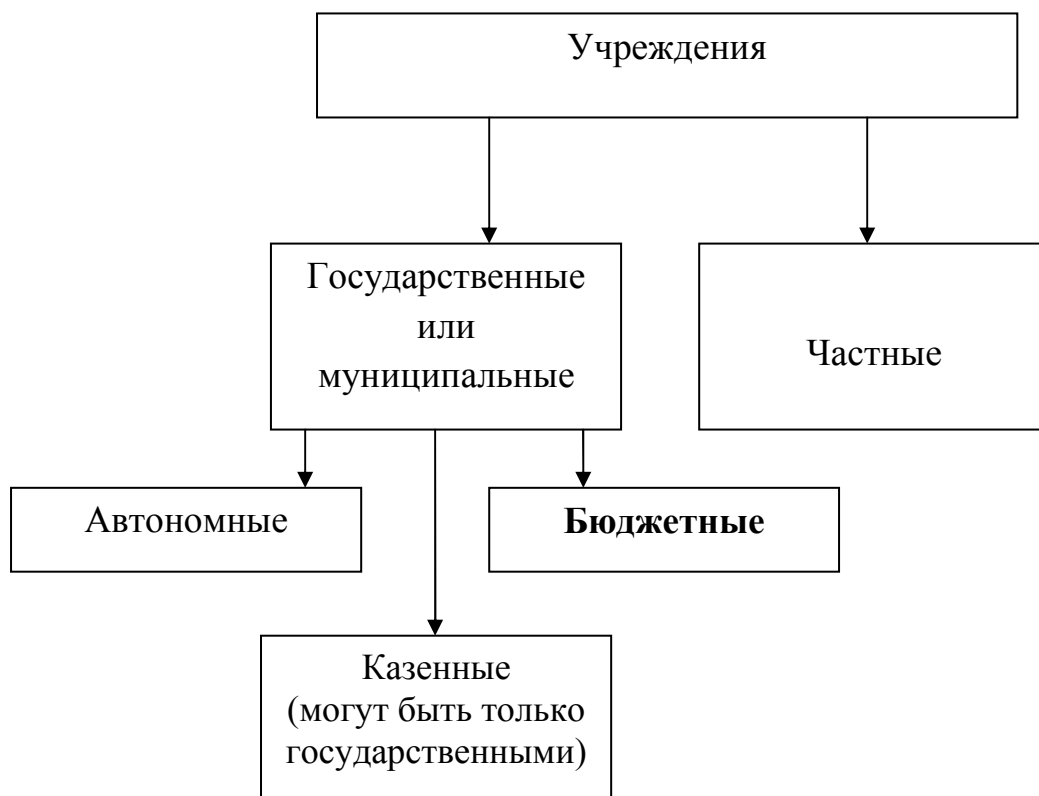 Учреждения
Государственные
или
муниципальные
Частные
Автономные
Бюджетные
Казенные
(могут быть только
государственными)